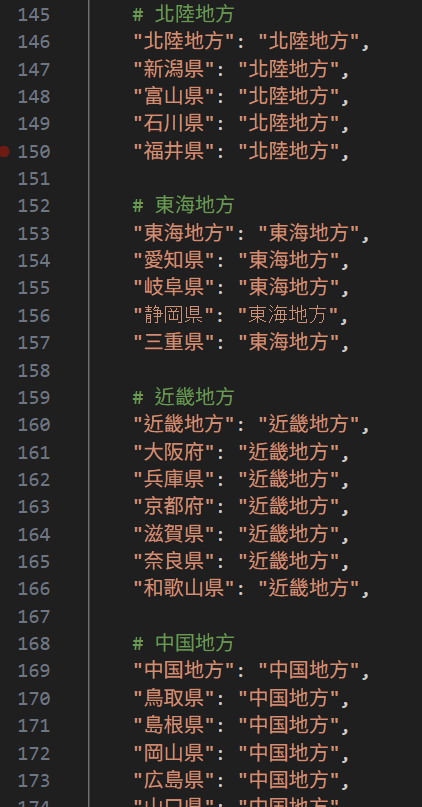 145 # 北陸地方
146 "北陸地方": "北陸地方",
147 "新潟県": "北陸地方",
148 "富山県": "北陸地方",
149 "石川県": "北陸地方",
150 "福井県": "北陸地方",
151
152 # 東海地方
153 "東海地方": "東海地方",
154 "愛知県": "東海地方",
155 "岐阜県": "東海地方",
156 "静岡県": "東海地方",
157 "三重県": "東海地方",
158
159 # 近畿地方
160 "近畿地方": "近畿地方",
161 "大阪府": "近畿地方",
162 "兵庫県": "近畿地方",
163 "京都府": "近畿地方",
164 "滋賀県": "近畿地方",
165 "奈良県": "近畿地方",
166 "和歌山県": "近畿地方",
167
168 # 中国地方
169 "中国地方": "中国地方",
170 "鳥取県": "中国地方",
171 "島根県": "中国地方",
172 "岡山県": "中国地方",
173 "広島県": "中国地方",
174 "山口県": "中国地方",